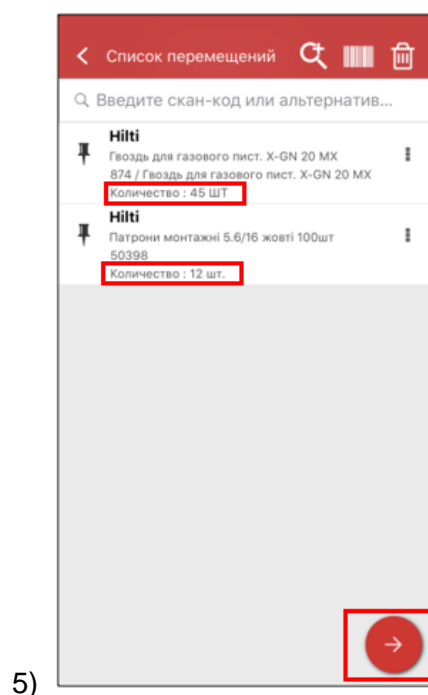 Список перемещений
Введите скан-код или альтернатив...
Hilti
Гвоздь для газового пист. X-GN 20 MX
874 / Гвоздь для газового пист. X-GN 20 MX
Количество : 45 ШТ
Hilti
Патрони монтажні 5.6/16 жовті 100шт
50398
Количество : 12 шт.
5)